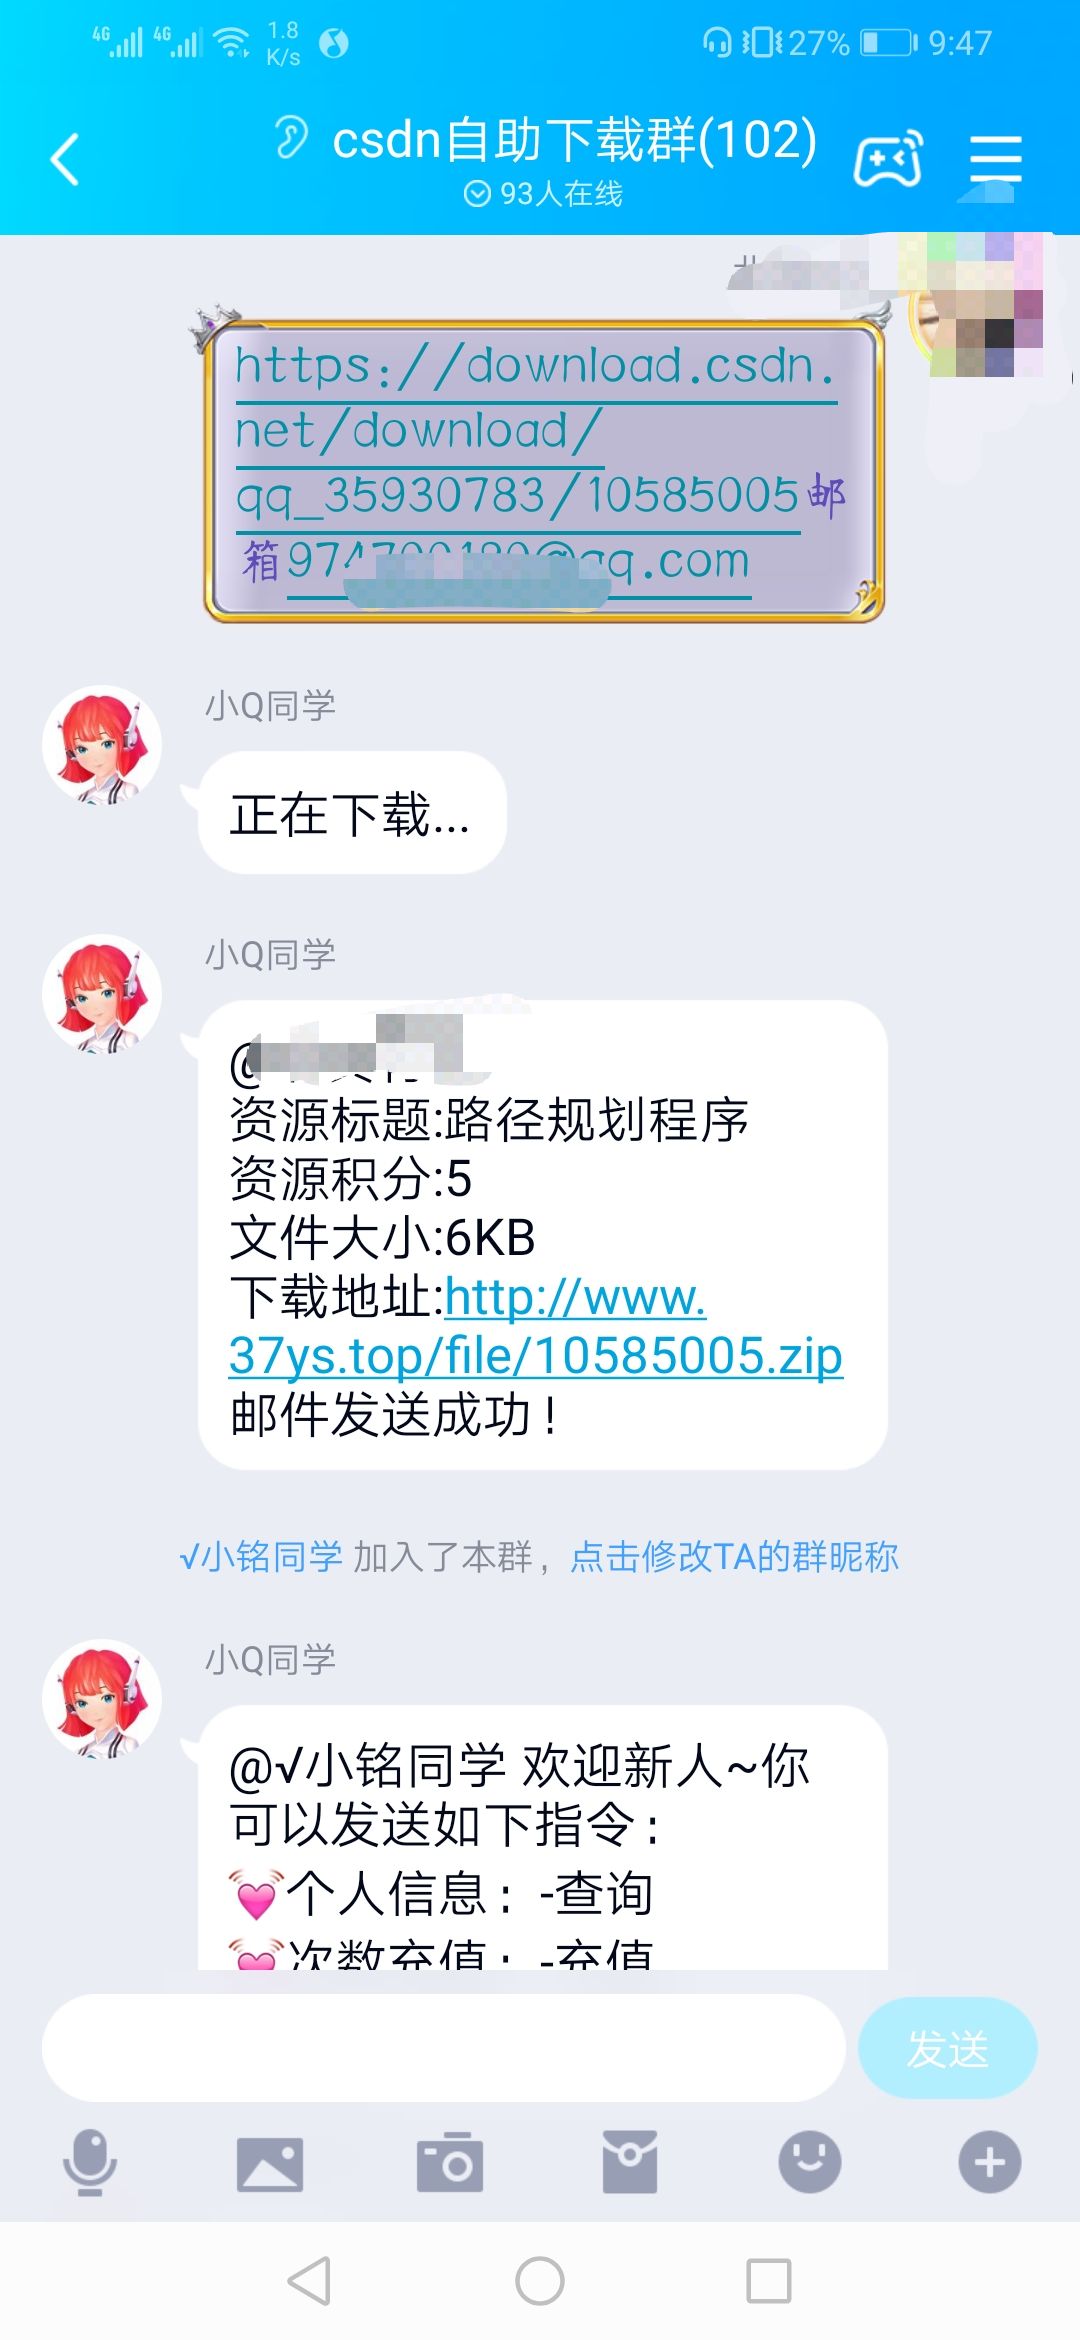 4G 4G 1.8 K/s 27% 9:47
csdn自助下载群(102)
93人在线
https://download.csdn.
net/download/
qq_35930783/10585005邮
箱
小Q同学
正在下载...
小Q同学
@
资源标题:路径规划程序
资源积分:5
文件大小:6KB
下载地址:http://www.
37ys.top/file/10585005.zip
邮件发送成功！
√小铭同学 加入了本群，点击修改TA的群昵称
小Q同学
@√小铭同学 欢迎新人~你
可以发送如下指令：
💓个人信息：-查询
💓次数充值：-充值
发送